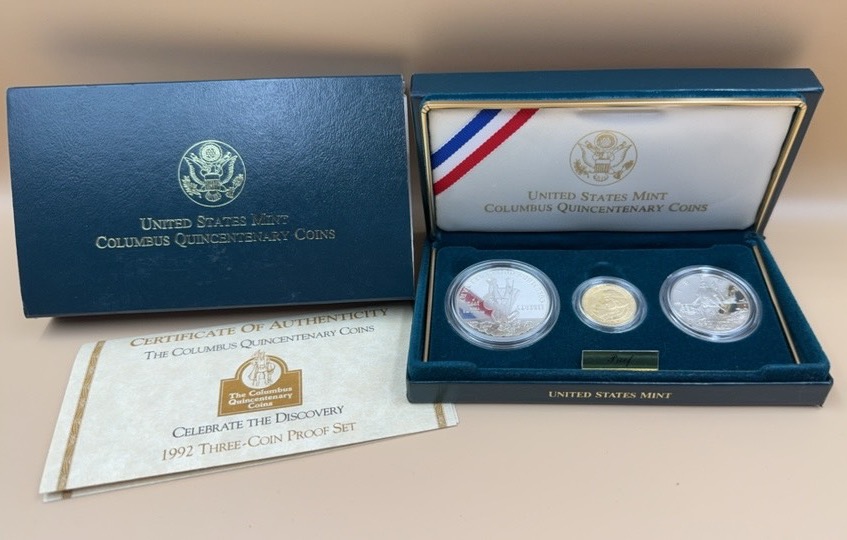 UNITED STATES MINT
COLUMBUS QUINCENTENARY COINS
UNITED STATES MINT
COLUMBUS QUINCENTENARY COINS
Proof
UNITED STATES MINT
CERTIFICATE OF AUTHENTICITY
THE COLUMBUS QUINCENTENARY COINS
The Columbus
Quincentenary
Coins
CELEBRATE THE DISCOVERY
1992 THREE-COIN PROOF SET